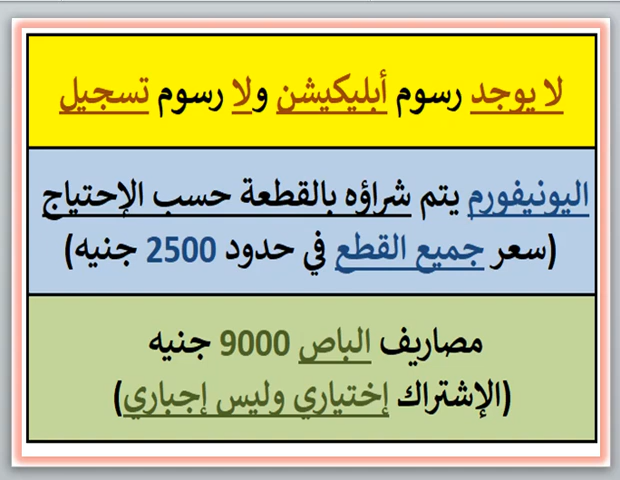 لا يوجد رسوم أبليكيشن ولا رسوم تسجيل
اليونيفورم يتم شراؤه بالقطعة حسب الإحتياج
(سعر جميع القطع في حدود 2500 جنيه)
مصاريف الباص 9000 جنيه
(الإشتراك إختياري وليس إجباري)